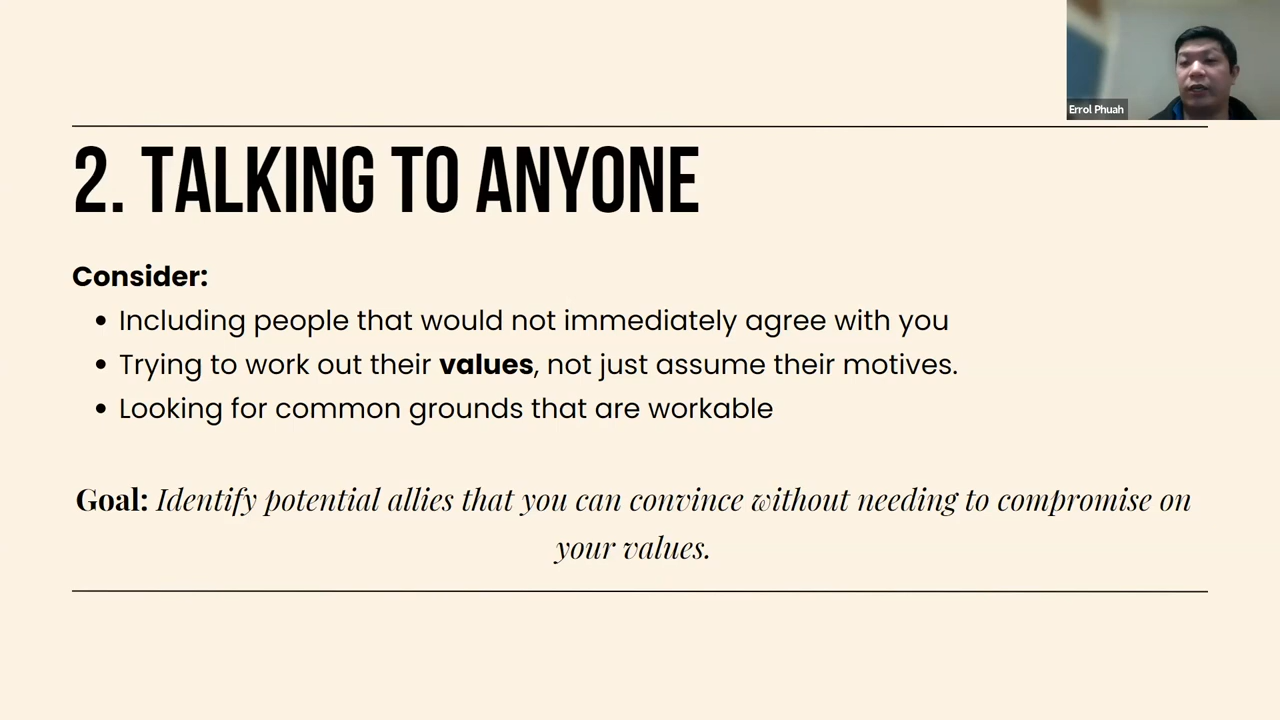 Errol Phuah
2. TALKING TO ANYONE
Consider:
• Including people that would not immediately agree with you
• Trying to work out their values, not just assume their motives.
• Looking for common grounds that are workable
Goal: Identify potential allies that you can convince without needing to compromise on
your values.